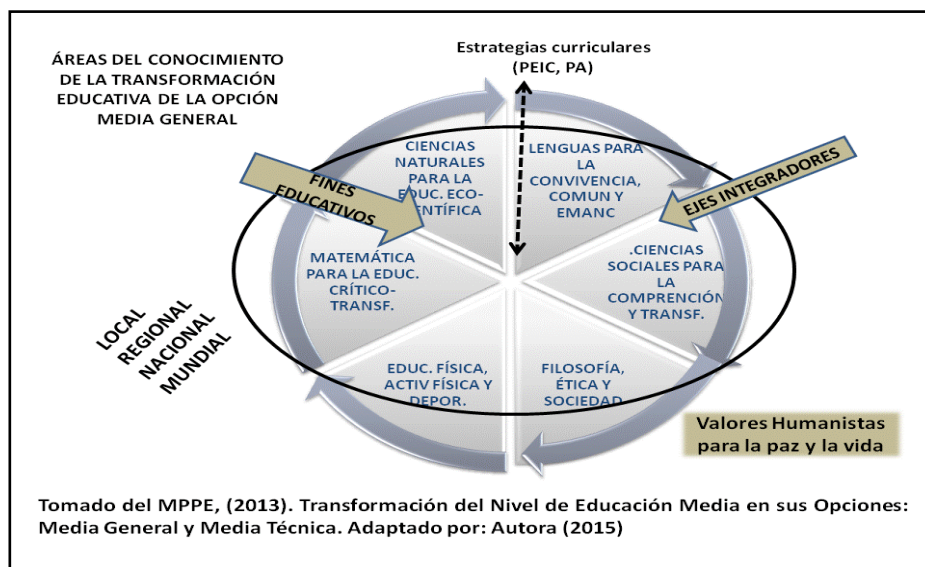 ÁREAS DEL CONOCIMIENTO
DE LA TRANSFORMACIÓN
EDUCATIVA DE LA OPCIÓN
MEDIA GENERAL
Estrategias curriculares
(PEIC, PA)
CIENCIAS
NATURALES
PARA LA
EDUC. ECO-
ENTÍFICA
LENGUAS PARA
LA
CONVIVENCIA,
COMUN Y
EMANC
FINES
EDUCATIVOS
EJES INTEGRADORES
MATEMÁTICA
PARA LA EDUC.
CRÍTICO-
TRANSF.
.CIENCIAS
SOCIALES PARA
LA
COMPRENCIÓN
Y TRANSF.
LOCAL
REGIONAL
NACIONAL
MUNDIAL
EDUC. FÍSICA,
ACTIV FÍSICA Y
DEPOR.
FILOSOFÍA,
ÉTICA Y
SOCIEDAD
Valores Humanistas
para la paz y la vida
Tomado del MPPE, (2013). Transformación del Nivel de Educación Media en sus Opciones:
Media General y Media Técnica. Adaptado por: Autora (2015)